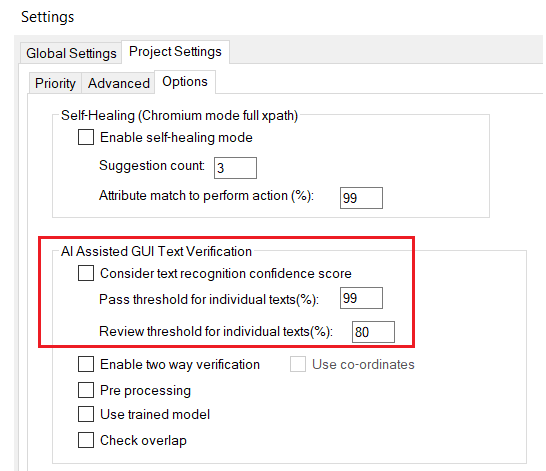 Settings
Global Settings Project Settings
Priority Advanced Options
Self-Healing (Chromium mode full xpath)
Enable self-healing mode
Suggestion count: 3
Attribute match to perform action (%): 99
AI Assisted GUI Text Verification
Consider text recognition confidence score
Pass threshold for individual texts(%): 99
Review threshold for individual texts(%): 80
Enable two way verification Use co-ordinates
Pre processing
Use trained model
Check overlap